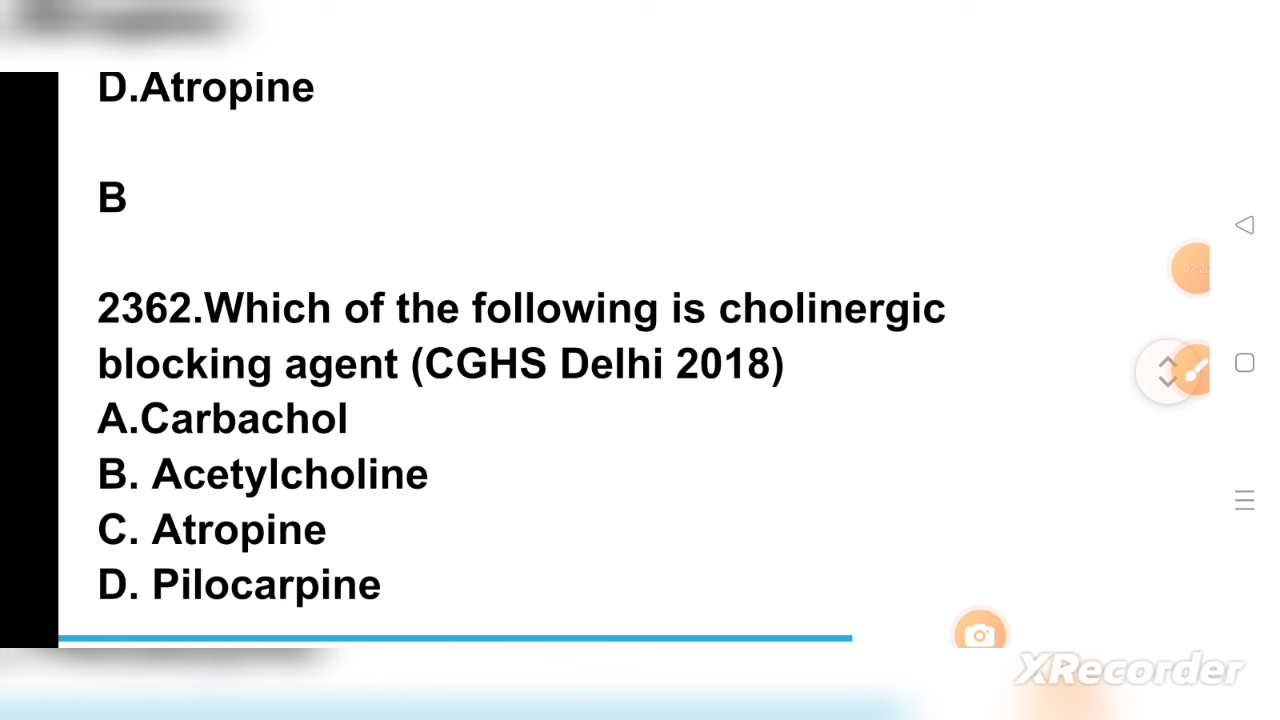 D.Atropine
B
2362.Which of the following is cholinergic
blocking agent (CGHS Delhi 2018)
A.Carbachol
B. Acetylcholine
C. Atropine
D. Pilocarpine
XRecorder